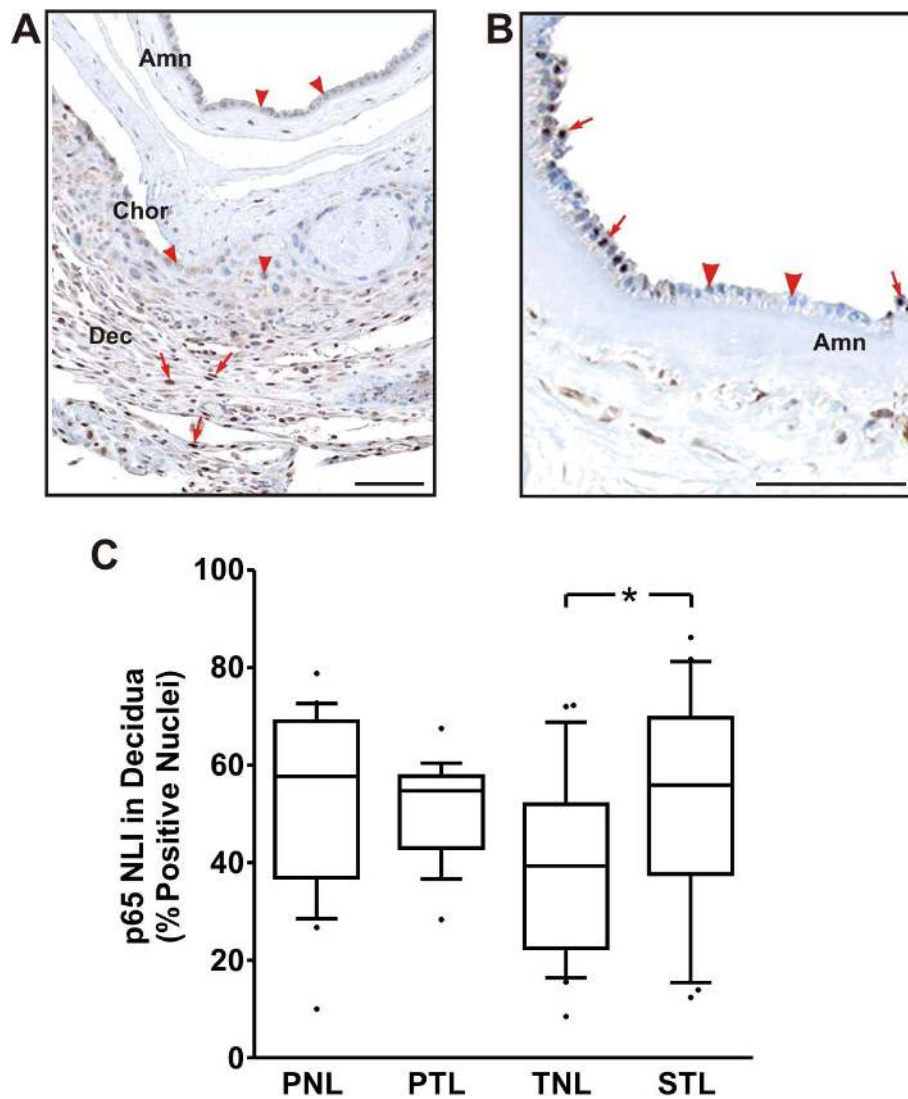 A
Amn
Chor
Dec
B
Amn
C
p65 NLI in Decidua
(% Positive Nuclei)
100
80
60
40
20
0
*
PNL PTL TNL STL